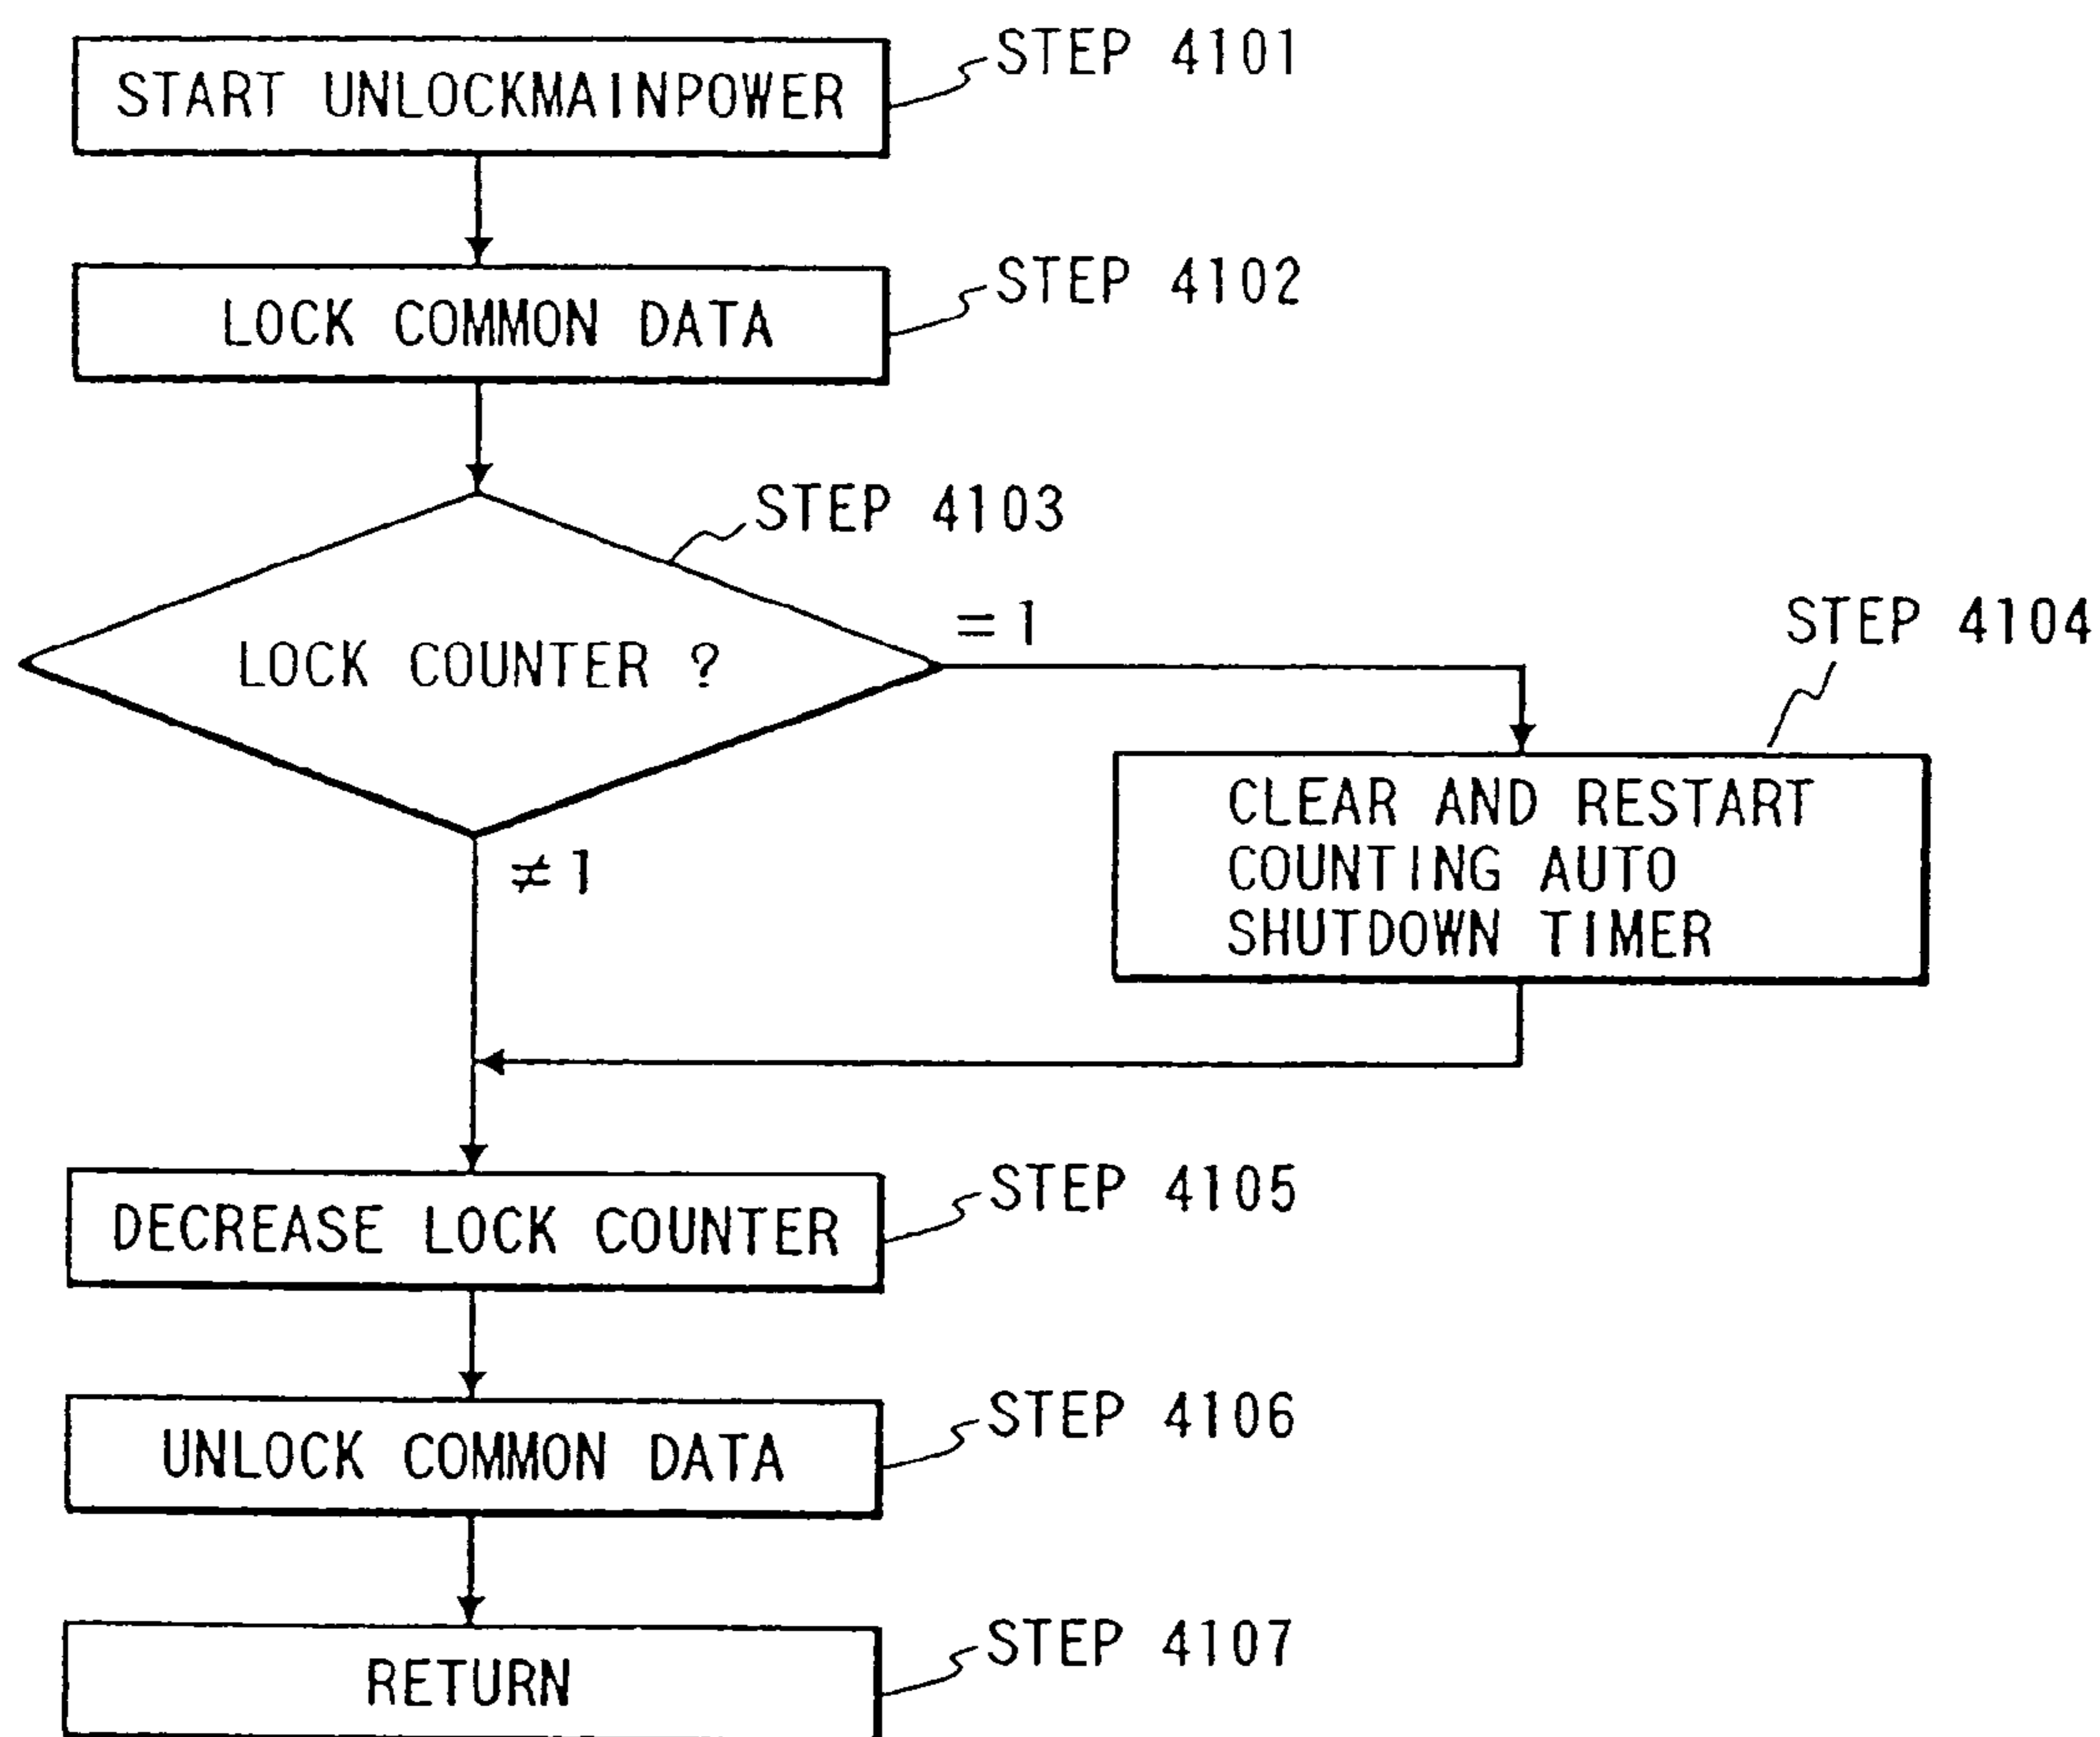 START UNLOCKMAINPOWER
STEP 4101
LOCK COMMON DATA
STEP 4102
STEP 4103
LOCK COUNTER ?
=1
STEP 4104
CLEAR AND RESTART
COUNTING AUTO
SHUTDOWN TIMER
≠1
DECREASE LOCK COUNTER
STEP 4105
UNLOCK COMMON DATA
STEP 4106
RETURN
STEP 4107